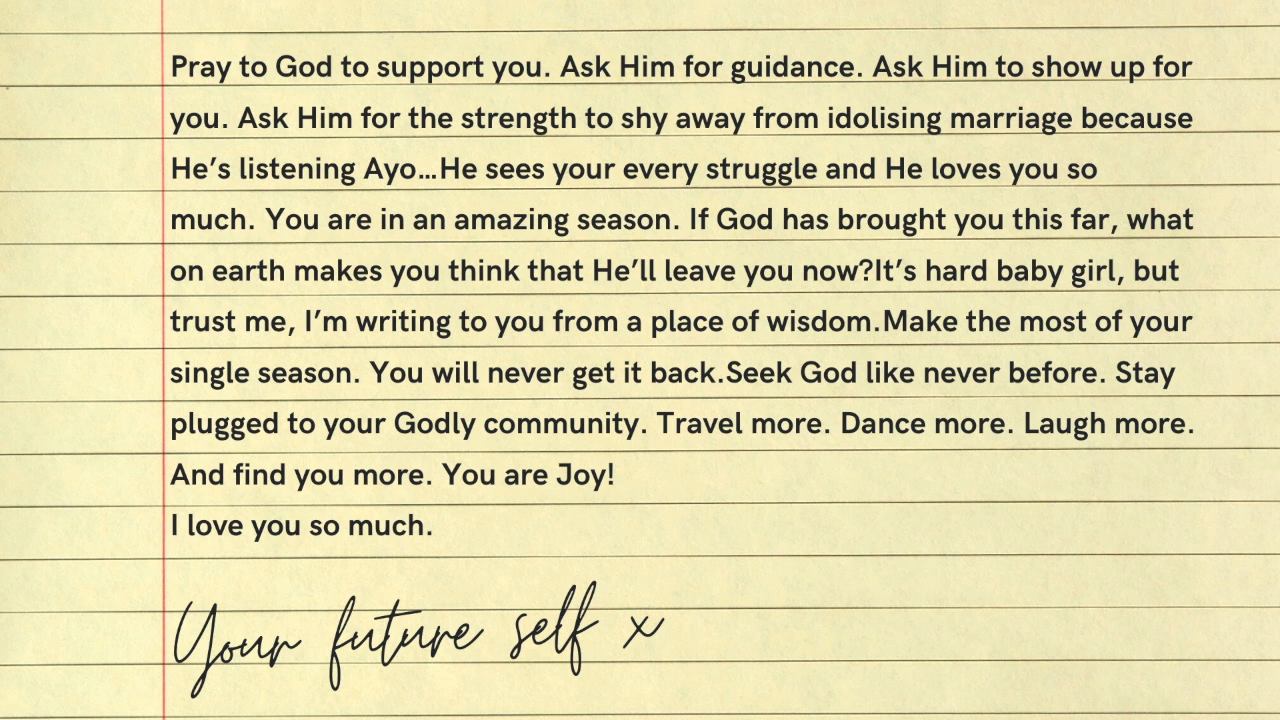 Pray to God to support you. Ask Him for guidance. Ask Him to show up for
you. Ask Him for the strength to shy away from idolising marriage because
He’s listening Ayo...He sees your every struggle and He loves you so
much. You are in an amazing season. If God has brought you this far, what
on earth makes you think that He’ll leave you now?It’s hard baby girl, but
trust me, I’m writing to you from a place of wisdom.Make the most of your
single season. You will never get it back.Seek God like never before. Stay
plugged to your Godly community. Travel more. Dance more. Laugh more.
And find you more. You are Joy!
I love you so much.
Your future self x